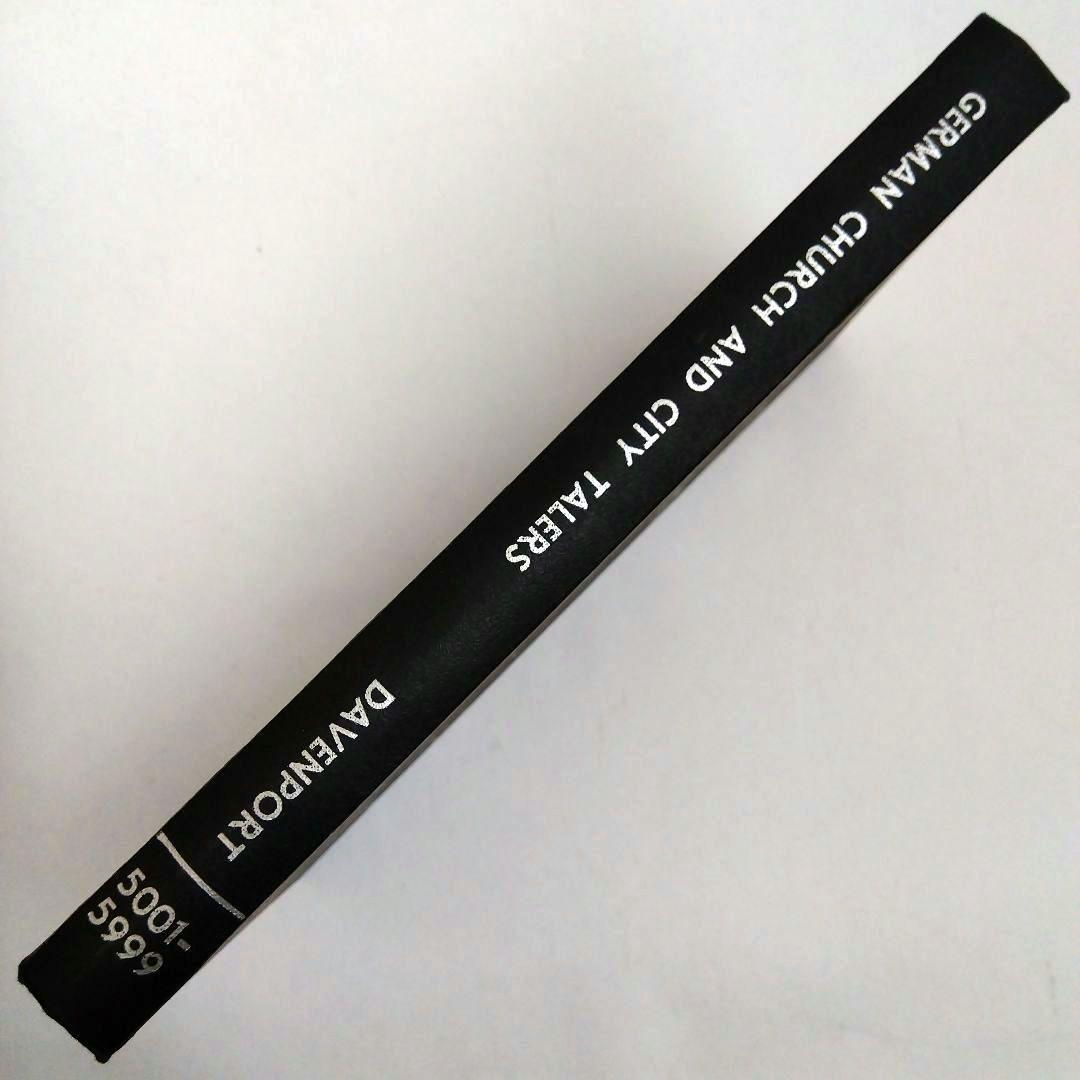 GERMAN CHURCH AND CITY TALERS
DAVENPORT
5001-
5999